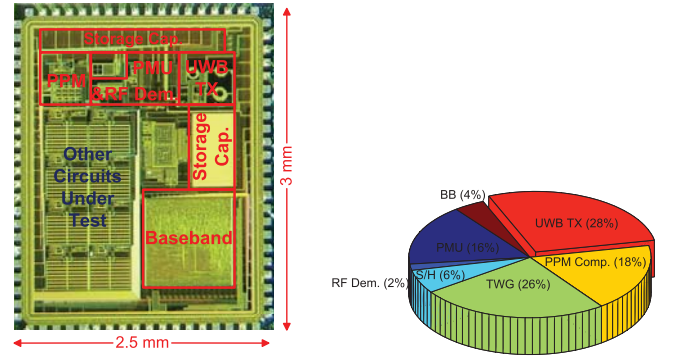 Storage Cap.
PPM
PMU
&RF Dem.
UWB
TX
Storage
Cap.
Other
Circuits
Under
Test
Baseband
3 mm
2.5 mm
BB (4%)
UWB TX (28%)
PMU (16%)
PPM Comp. (18%)
S/H (6%)
RF Dem. (2%)
TWG (26%)